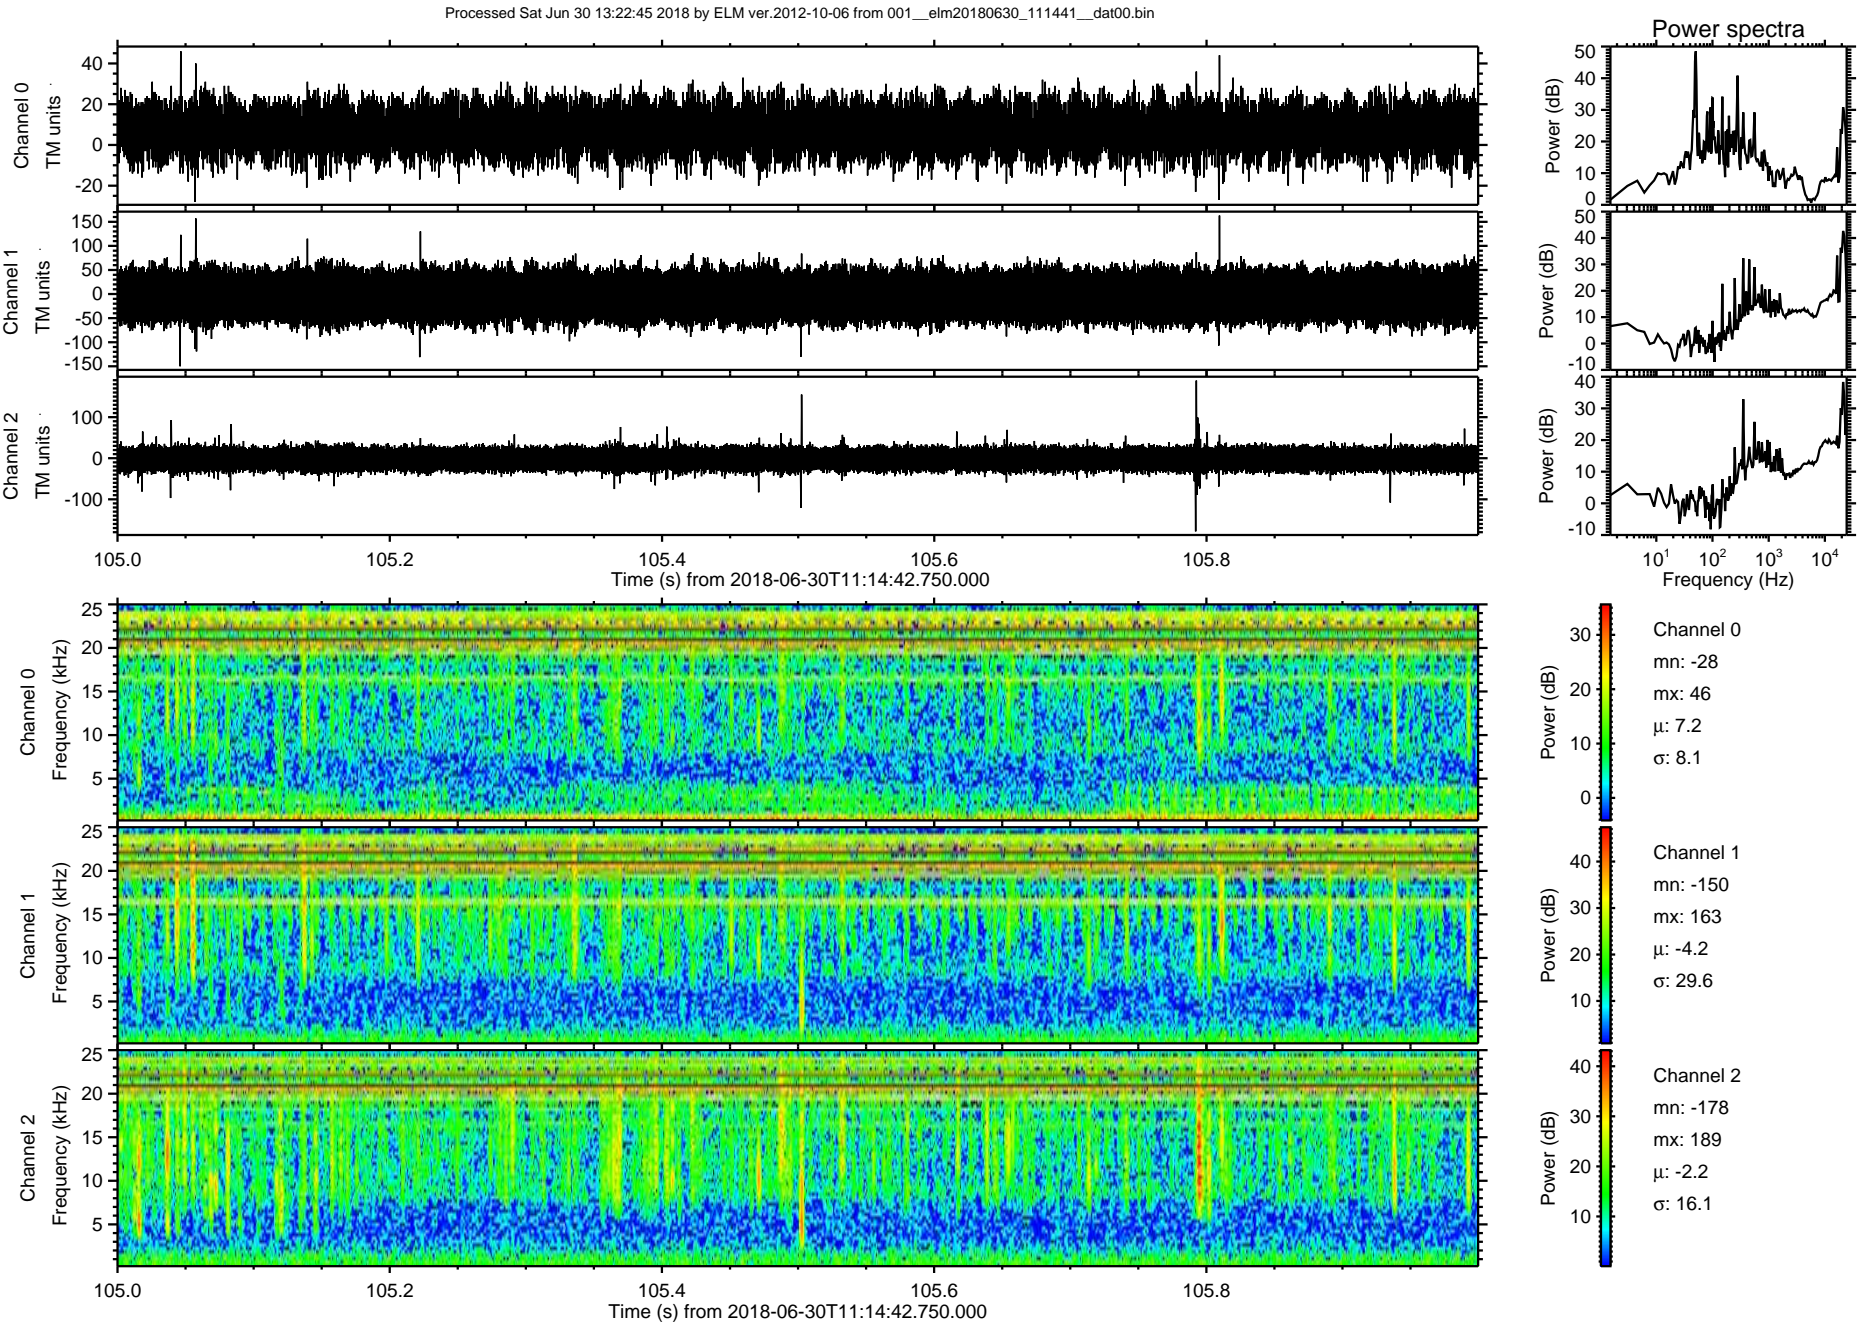 Processed Sat Jun 30 13:22:45 2018 by ELM ver.2012-10-06 from 001__elm20180630_111441__dat00.bin
Power spectra
Channel 0
TM units
40
20
0
-20
Power (dB)
50
40
30
20
10
0
Channel 1
TM units
150
100
50
0
-50
-100
-150
Power (dB)
50
40
30
20
10
0
-10
Channel 2
TM units
100
0
-100
Power (dB)
40
30
20
10
0
-10
105.0 105.2 105.4 105.6 105.8
Time (s) from 2018-06-30T11:14:42.750.000
10^1 10^2 10^3 10^4
Frequency (Hz)
Channel 0
Frequency (kHz)
25
20
15
10
5
Power (dB)
30
20
10
0
Channel 0
mn: -28
mx: 46
μ: 7.2
σ: 8.1
Channel 1
Frequency (kHz)
25
20
15
10
5
Power (dB)
40
30
20
10
Channel 1
mn: -150
mx: 163
μ: -4.2
σ: 29.6
Channel 2
Frequency (kHz)
25
20
15
10
5
Power (dB)
40
30
20
10
Channel 2
mn: -178
mx: 189
μ: -2.2
σ: 16.1
105.0 105.2 105.4 105.6 105.8
Time (s) from 2018-06-30T11:14:42.750.000